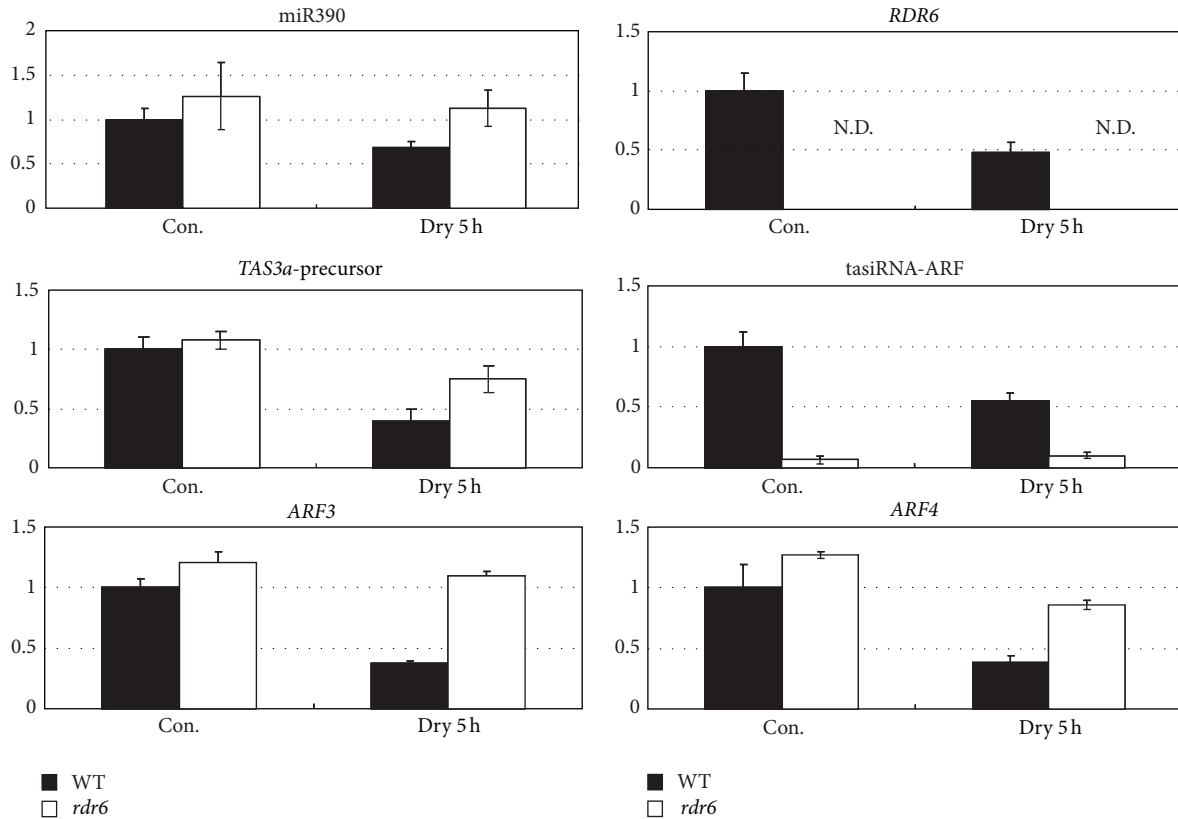 miR390
2
1.5
1
0.5
0
Con.
Dry 5 h
RDR6
1.5
1
0.5
0
N.D.
N.D.
Con.
Dry 5 h
TAS3a-precursor
1.5
1
0.5
0
Con.
Dry 5 h
tasiRNA-ARF
1.5
1
0.5
0
Con.
Dry 5 h
ARF3
1.5
1
0.5
0
Con.
Dry 5 h
WT
rdr6
ARF4
1.5
1
0.5
0
Con.
Dry 5 h
WT
rdr6